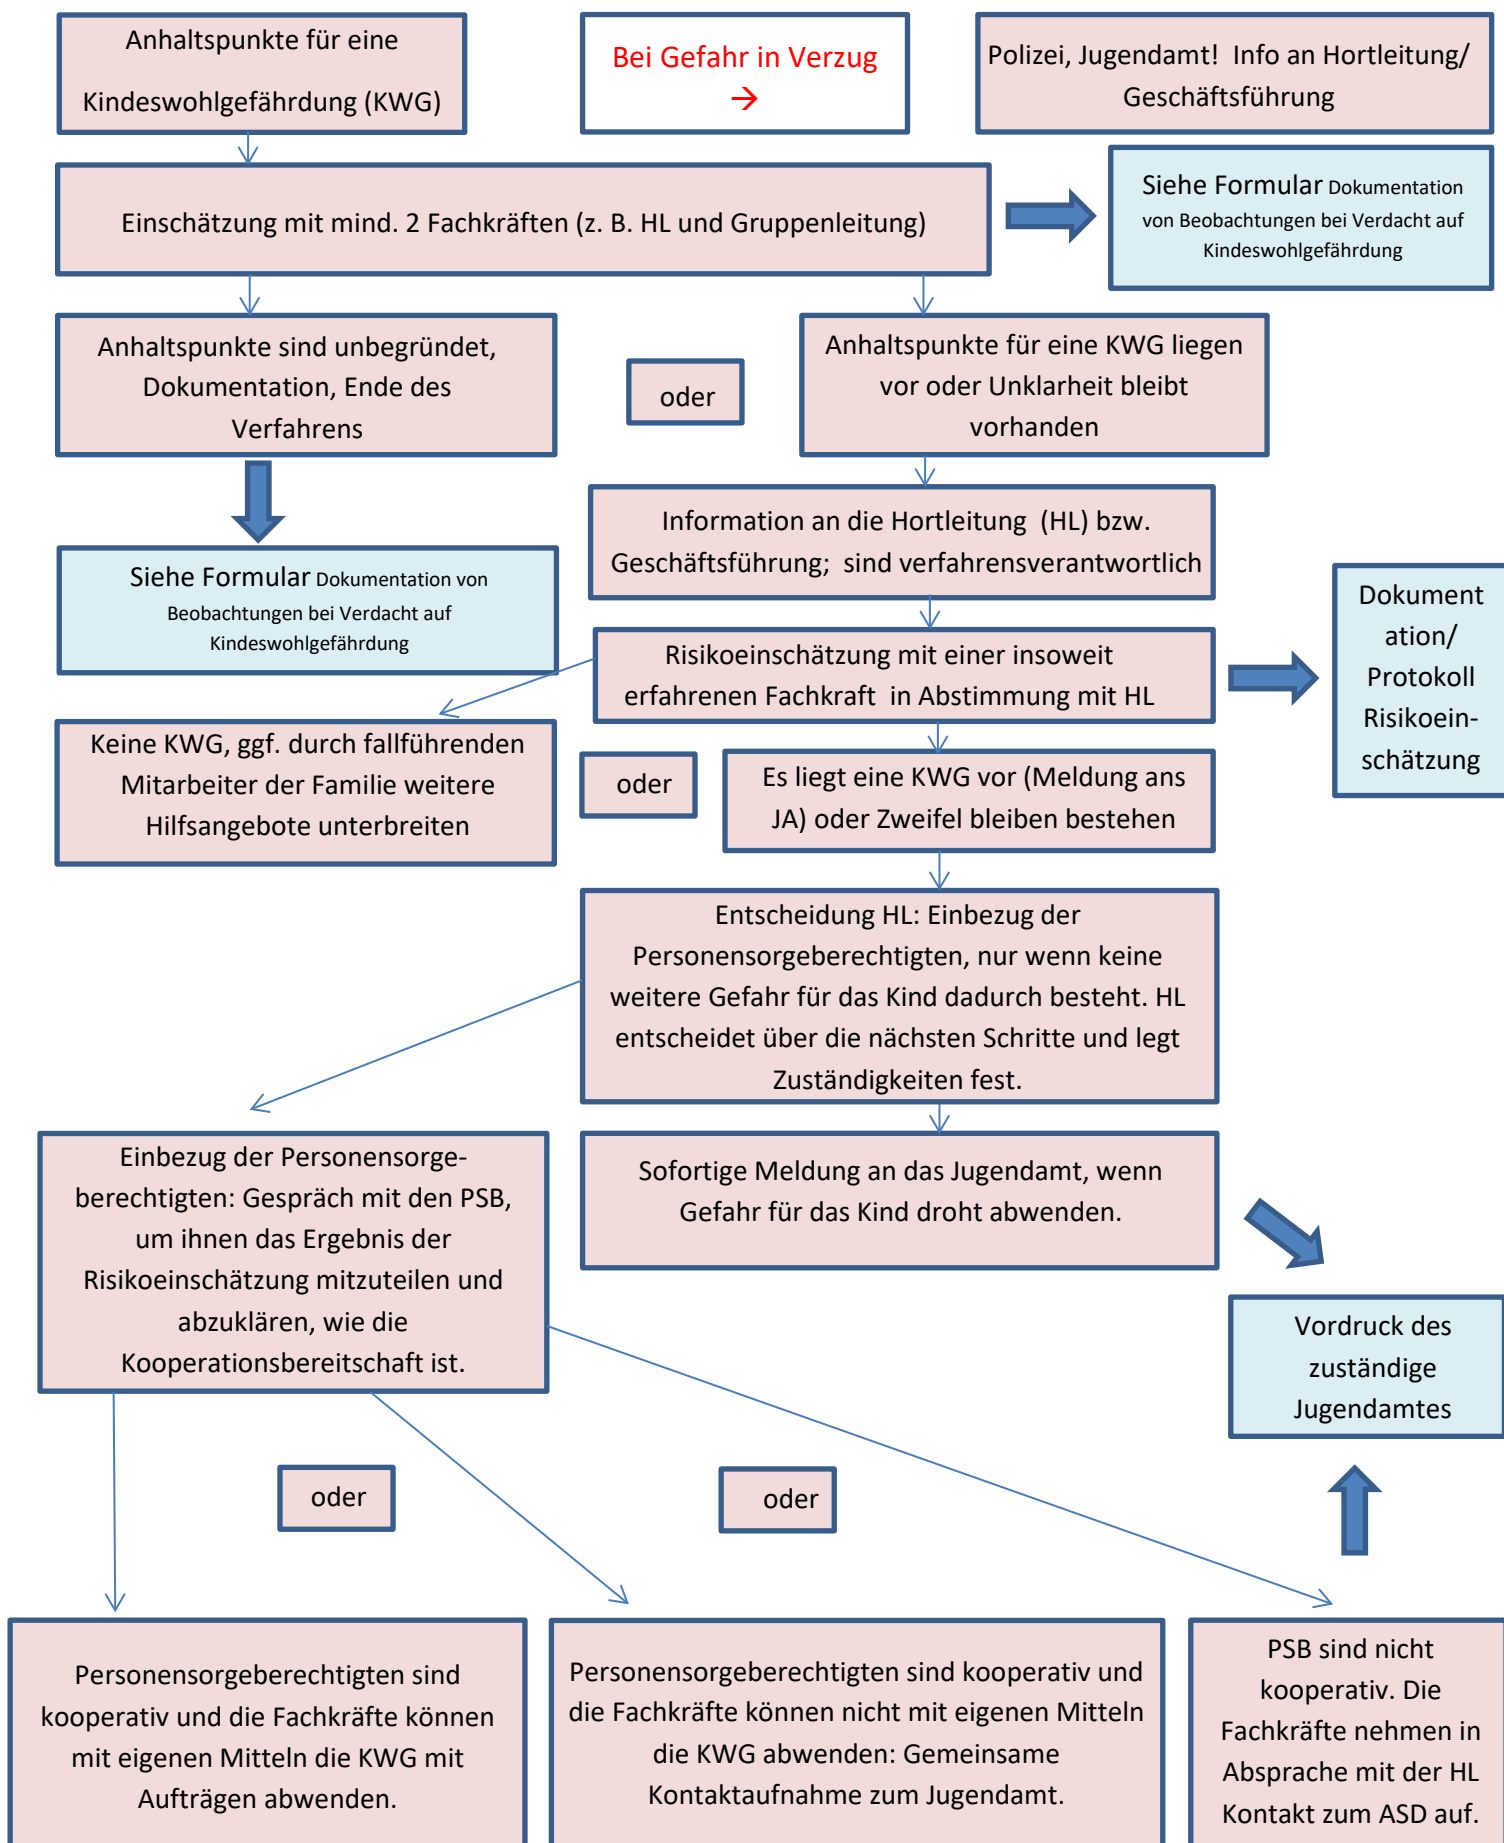 Anhaltspunkte für eine
Kindeswohlgefährdung (KWG)
Bei Gefahr in Verzug
→
Polizei, Jugendamt!  Info an Hortleitung/
Geschäftsführung
Einschätzung mit mind. 2 Fachkräften (z. B. HL und Gruppenleitung)
Siehe Formular Dokumentation
von Beobachtungen bei Verdacht auf
Kindeswohlgefährdung
Anhaltspunkte sind unbegründet,
Dokumentation, Ende des
Verfahrens
oder
Anhaltspunkte für eine KWG liegen
vor oder Unklarheit bleibt
vorhanden
Information an die Hortleitung  (HL) bzw.
Geschäftsführung;  sind verfahrensverantwortlich
Siehe Formular Dokumentation von
Beobachtungen bei Verdacht auf
Kindeswohlgefährdung
Risikoeinschätzung mit einer insoweit
erfahrenen Fachkraft  in Abstimmung mit HL
Dokument
ation/
Protokoll
Risikoein-
schätzung
Keine KWG, ggf. durch fallführenden
Mitarbeiter der Familie weitere
Hilfsangebote unterbreiten
oder
Es liegt eine KWG vor (Meldung ans
JA) oder Zweifel bleiben bestehen
Entscheidung HL: Einbezug der
Personensorgeberechtigten, nur wenn keine
weitere Gefahr für das Kind dadurch besteht. HL
entscheidet über die nächsten Schritte und legt
Zuständigkeiten fest.
Einbezug der Personensorge-
berechtigten: Gespräch mit den PSB,
um ihnen das Ergebnis der
Risikoeinschätzung mitzuteilen und
abzuklären, wie die
Kooperationsbereitschaft ist.
Sofortige Meldung an das Jugendamt, wenn
Gefahr für das Kind droht abwenden.
Vordruck des
zuständige
Jugendamtes
oder
oder
Personensorgeberechtigten sind
kooperativ und die Fachkräfte können
mit eigenen Mitteln die KWG mit
Aufträgen abwenden.
Personensorgeberechtigten sind kooperativ und
die Fachkräfte können nicht mit eigenen Mitteln
die KWG abwenden: Gemeinsame
Kontaktaufnahme zum Jugendamt.
PSB sind nicht
kooperativ. Die
Fachkräfte nehmen in
Absprache mit der HL
Kontakt zum ASD auf.